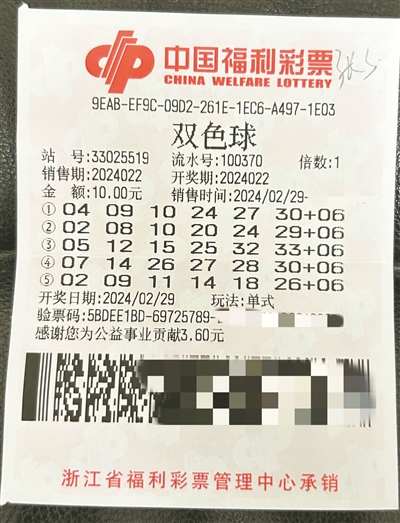 中国福利彩票
CHINA WELFARE LOTTERY
9EAB-EF9C-09D2-261E-1EC6-A497-1E03
双色球
站 号:33025519 流水号:100370 倍数:1
销售期:2024022 开奖期:2024022
金 额:10.00元 销售时间:2024/02/29-
① 04 09 10 24 27 30+06
② 02 08 10 20 24 29+06
③ 05 12 15 25 32 33+06
④ 07 14 26 27 28 30+06
⑤ 02 09 11 14 18 26+06
开奖日期:2024/02/29 玩法:单式
验票码:5BDEE1BD-69725789-
感谢您为公益事业贡献3.60元
浙江省福利彩票管理中心承销